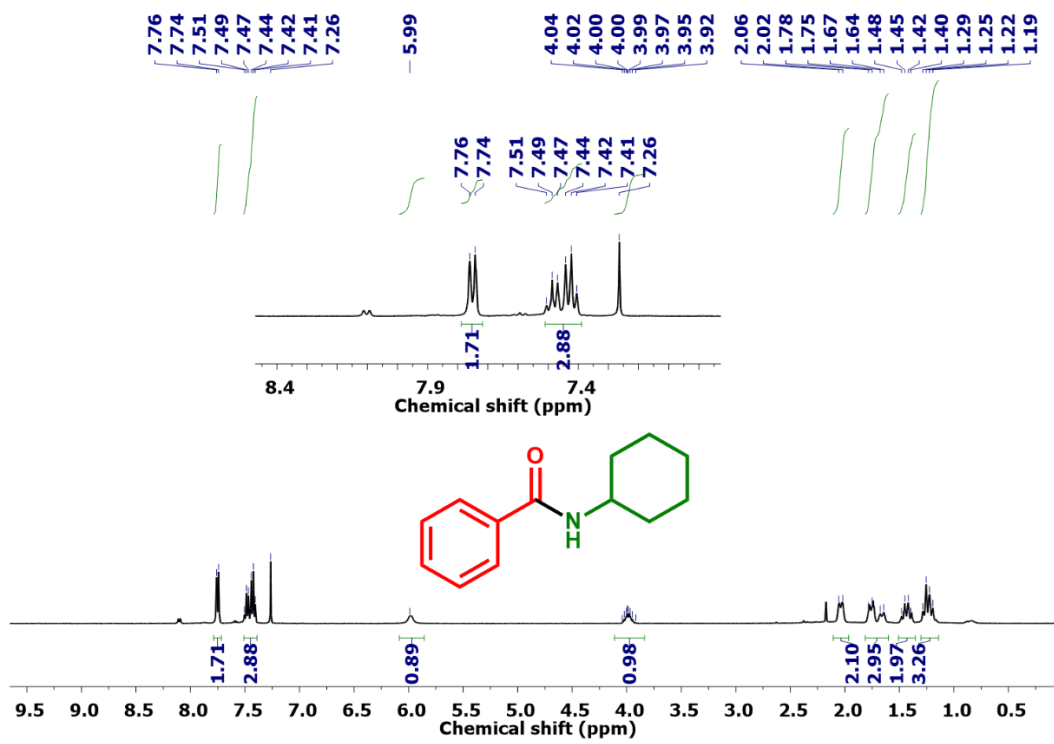 7.76 7.74 7.51 7.49 7.47 7.44 7.42 7.41 7.26 5.99 4.04 4.02 4.00 4.00 3.99 3.97 3.95 3.92 2.06 2.02 1.78 1.75 1.67 1.64 1.48 1.45 1.42 1.40 1.29 1.25 1.22 1.19
7.76 7.74 7.51 7.49 7.47 7.44 7.42 7.41 7.26
1.71 2.88
8.4 7.9 7.4
Chemical shift (ppm)
O
N
H
1.71 2.88 0.89 0.98 2.10 2.95 1.97 3.26
9.5 9.0 8.5 8.0 7.5 7.0 6.5 6.0 5.5 5.0 4.5 4.0 3.5 3.0 2.5 2.0 1.5 1.0 0.5
Chemical shift (ppm)